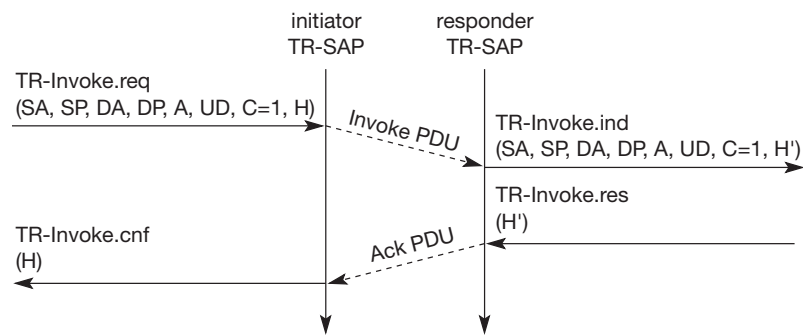 initiator
TR-SAP
responder
TR-SAP
TR-Invoke.req
(SA, SP, DA, DP, A, UD, C=1, H)
Invoke PDU
TR-Invoke.ind
(SA, SP, DA, DP, A, UD, C=1, H')
TR-Invoke.res
(H')
TR-Invoke.cnf
(H)
Ack PDU